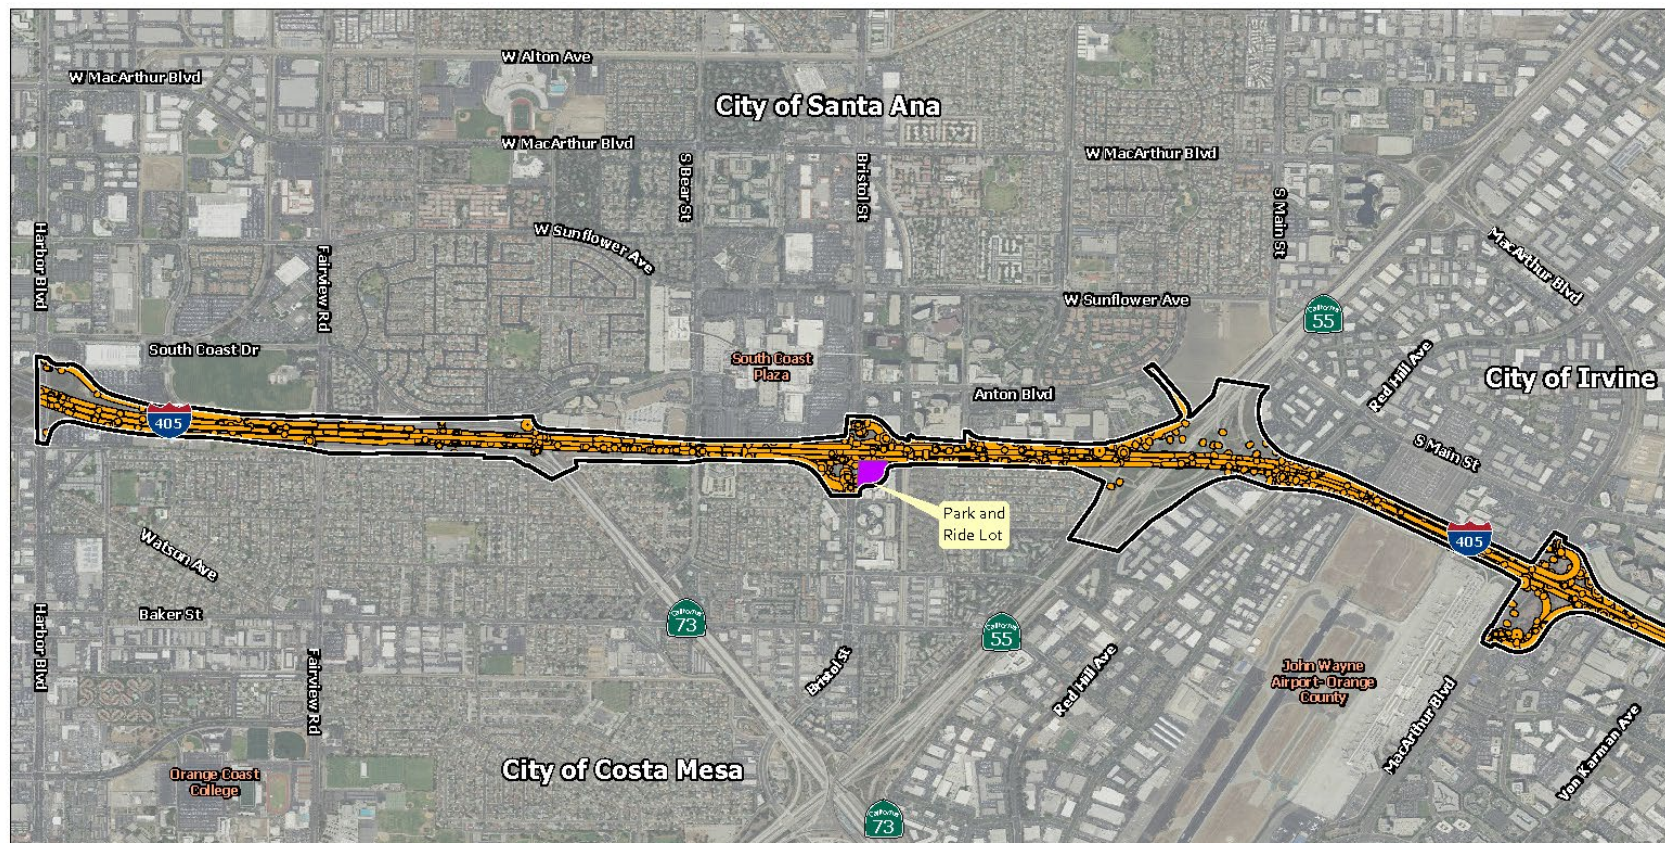 W Alton Ave
W MacArthur Blvd
City of Santa Ana
W MacArthur Blvd
W MacArthur Blvd
S Bear St
Bristol St
S Main St
Harbor Blvd
Fairview Rd
W Sunflower Ave
MacArthur Blvd
W Sunflower Ave
California
55
South Coast Dr
South Coast
Plaza
Red Hill Ave
City of Irvine
Anton Blvd
405
S Main St
Park and
Ride Lot
405
Watson Ave
Harbor Blvd
Baker St
California
73
California
55
Fairview Rd
Bristol St
Red Hill Ave
John Wayne
Airport- Orange
County
MacArthur Blvd
Von Karman Ave
City of Costa Mesa
Orange Coast
College
California
73